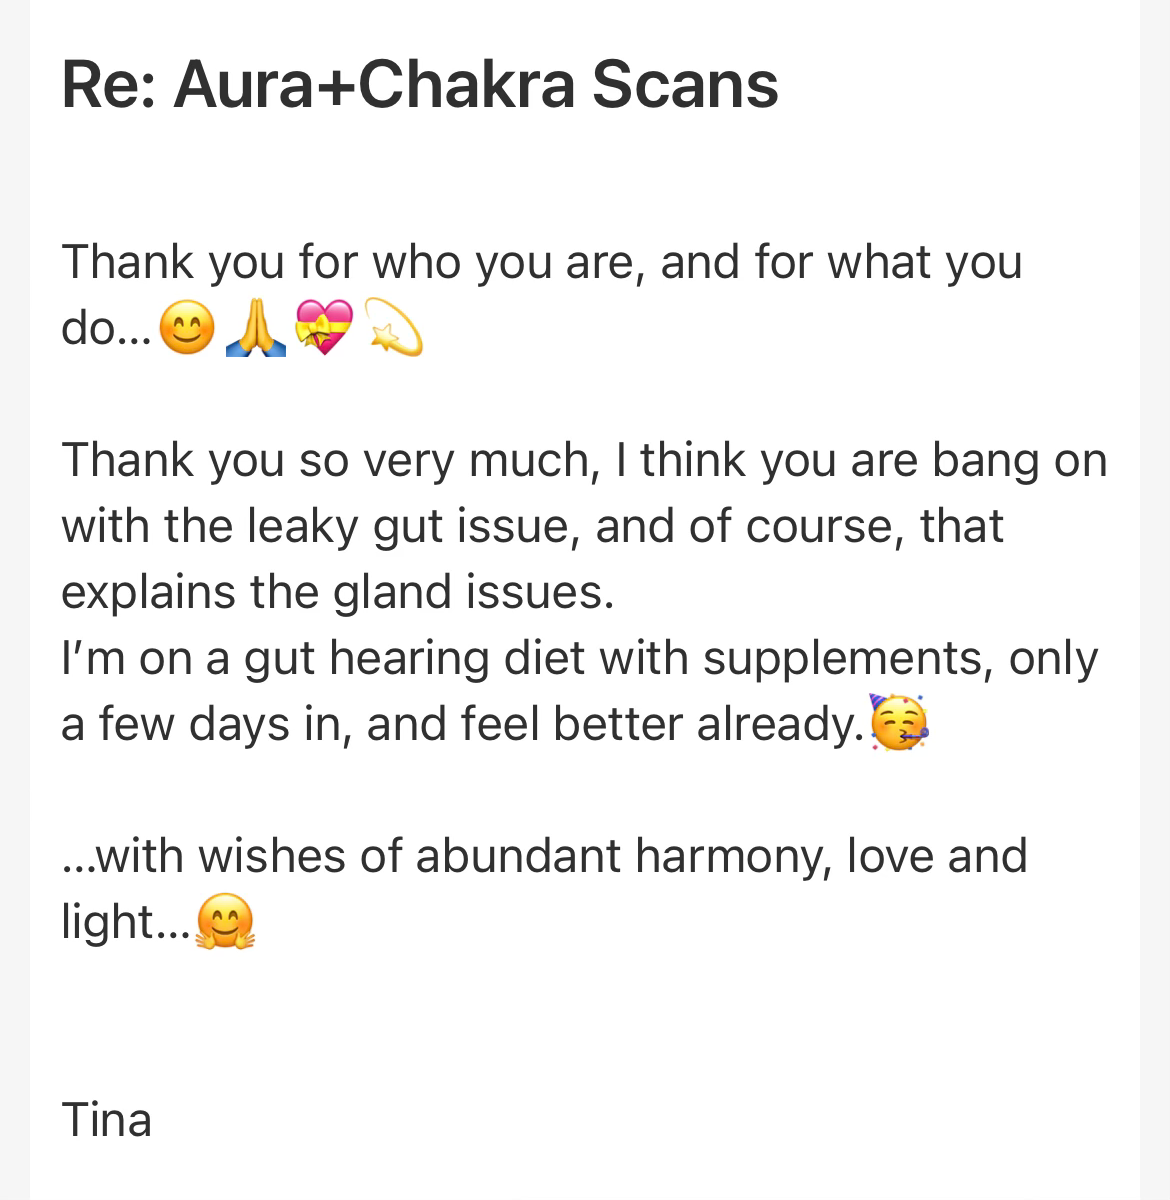 Re: Aura+Chakra Scans
Thank you for who you are, and for what you
do...😊🙏💝💫
Thank you so very much, I think you are bang on
with the leaky gut issue, and of course, that
explains the gland issues.
I’m on a gut hearing diet with supplements, only
a few days in, and feel better already.🥳
...with wishes of abundant harmony, love and
light...🤗
Tina